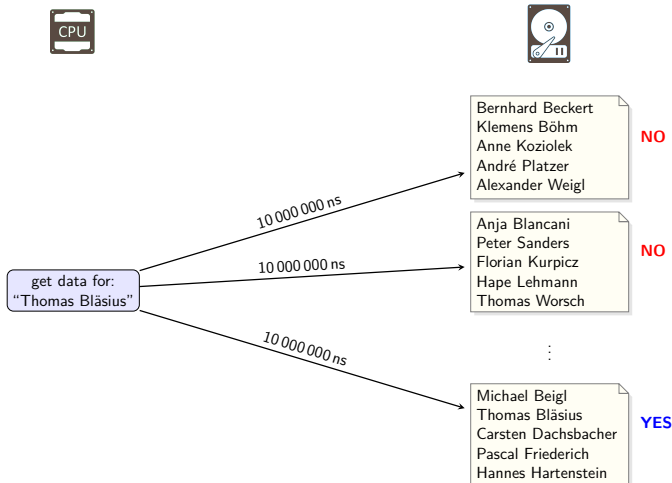 CPU
Bernhard Beckert
Klemens Böhm
Anne Koziolek
André Platzer
Alexander Weigl
NO
10 000 000 ns
Anja Blancani
Peter Sanders
Florian Kurpicz
Hape Lehmann
Thomas Worsch
NO
10 000 000 ns
get data for:
“Thomas Bläsius”
10 000 000 ns
⋮
Michael Beigl
Thomas Bläsius
Carsten Dachsbacher
Pascal Friederich
Hannes Hartenstein
YES